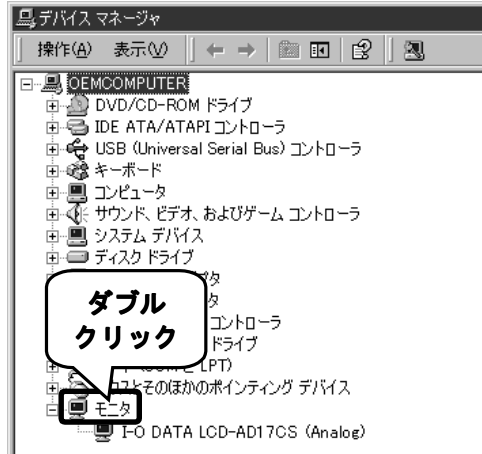 デバイス マネージャ
操作(A) 表示(V)
OEMCOMPUTER
DVD/CD-ROM ドライブ
IDE ATA/ATAPI コントローラ
USB (Universal Serial Bus) コントローラ
キーボード
コンピュータ
サウンド、ビデオ、およびゲーム コントローラ
システム デバイス
ディスク ドライブ
プタ
タ
コントローラ
ドライブ
LPT)
スとそのほかのポインティング デバイス
モニタ
I-O DATA LCD-AD17CS (Analog)
ダブル
クリック